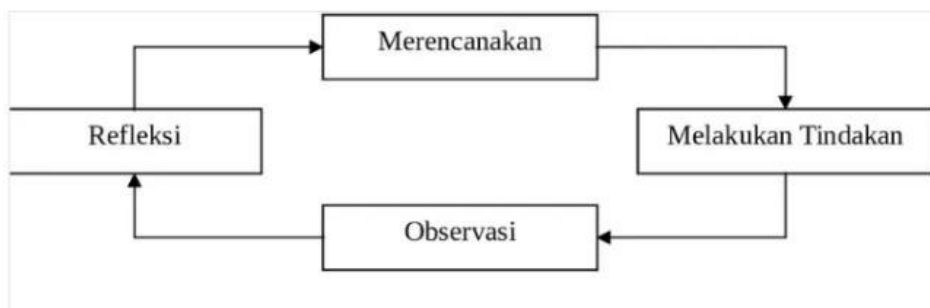 Merencanakan
Refleksi
Melakukan Tindakan
Observasi